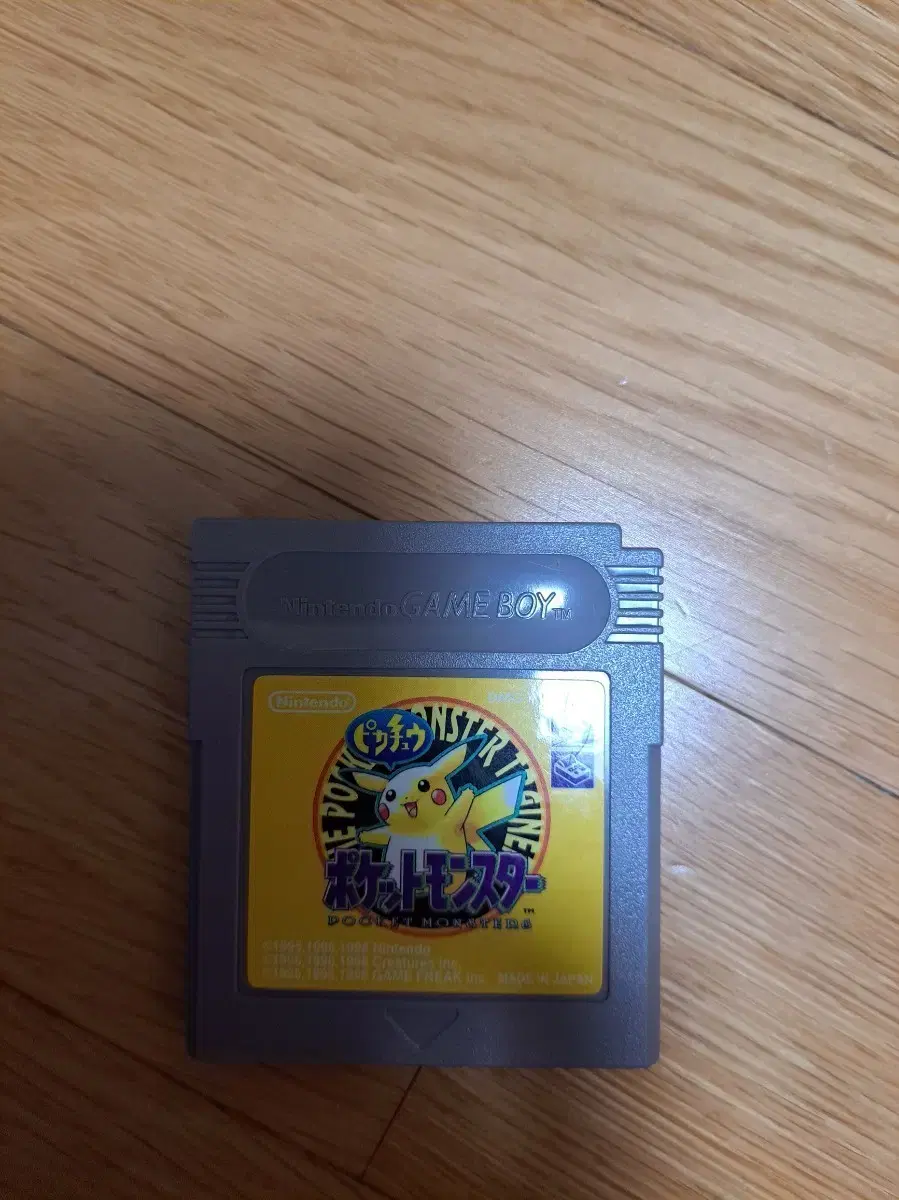 Nintendo GAME BOY™
Nintendo
ピカチュウ
POCKET MONSTER
ポケットモンスター
™
POCKET MONSTERS
©1995,1996,1998 Nintendo
©1995,1996,1998 Creatures inc.
©1995,1996,1998 GAME FREAK inc. MADE IN JAPAN